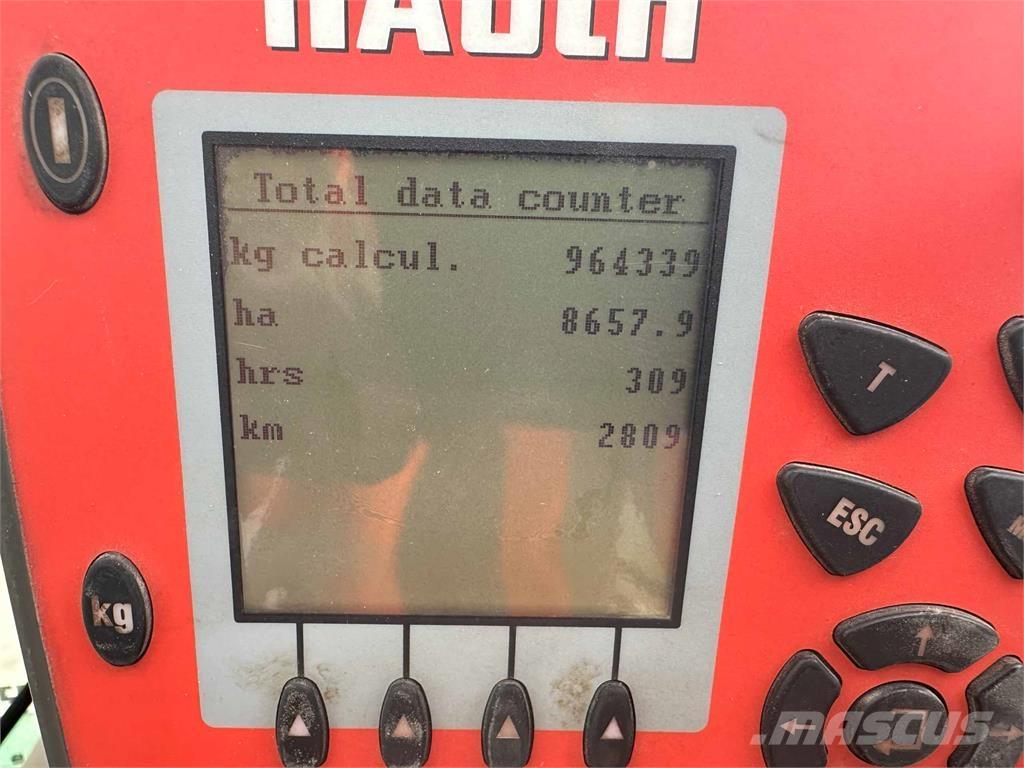 RAUCH
Total data counter
kg calcul. 964339
ha 8657.9
hrs 309
km 2809
T
ESC
kg
MASCUS